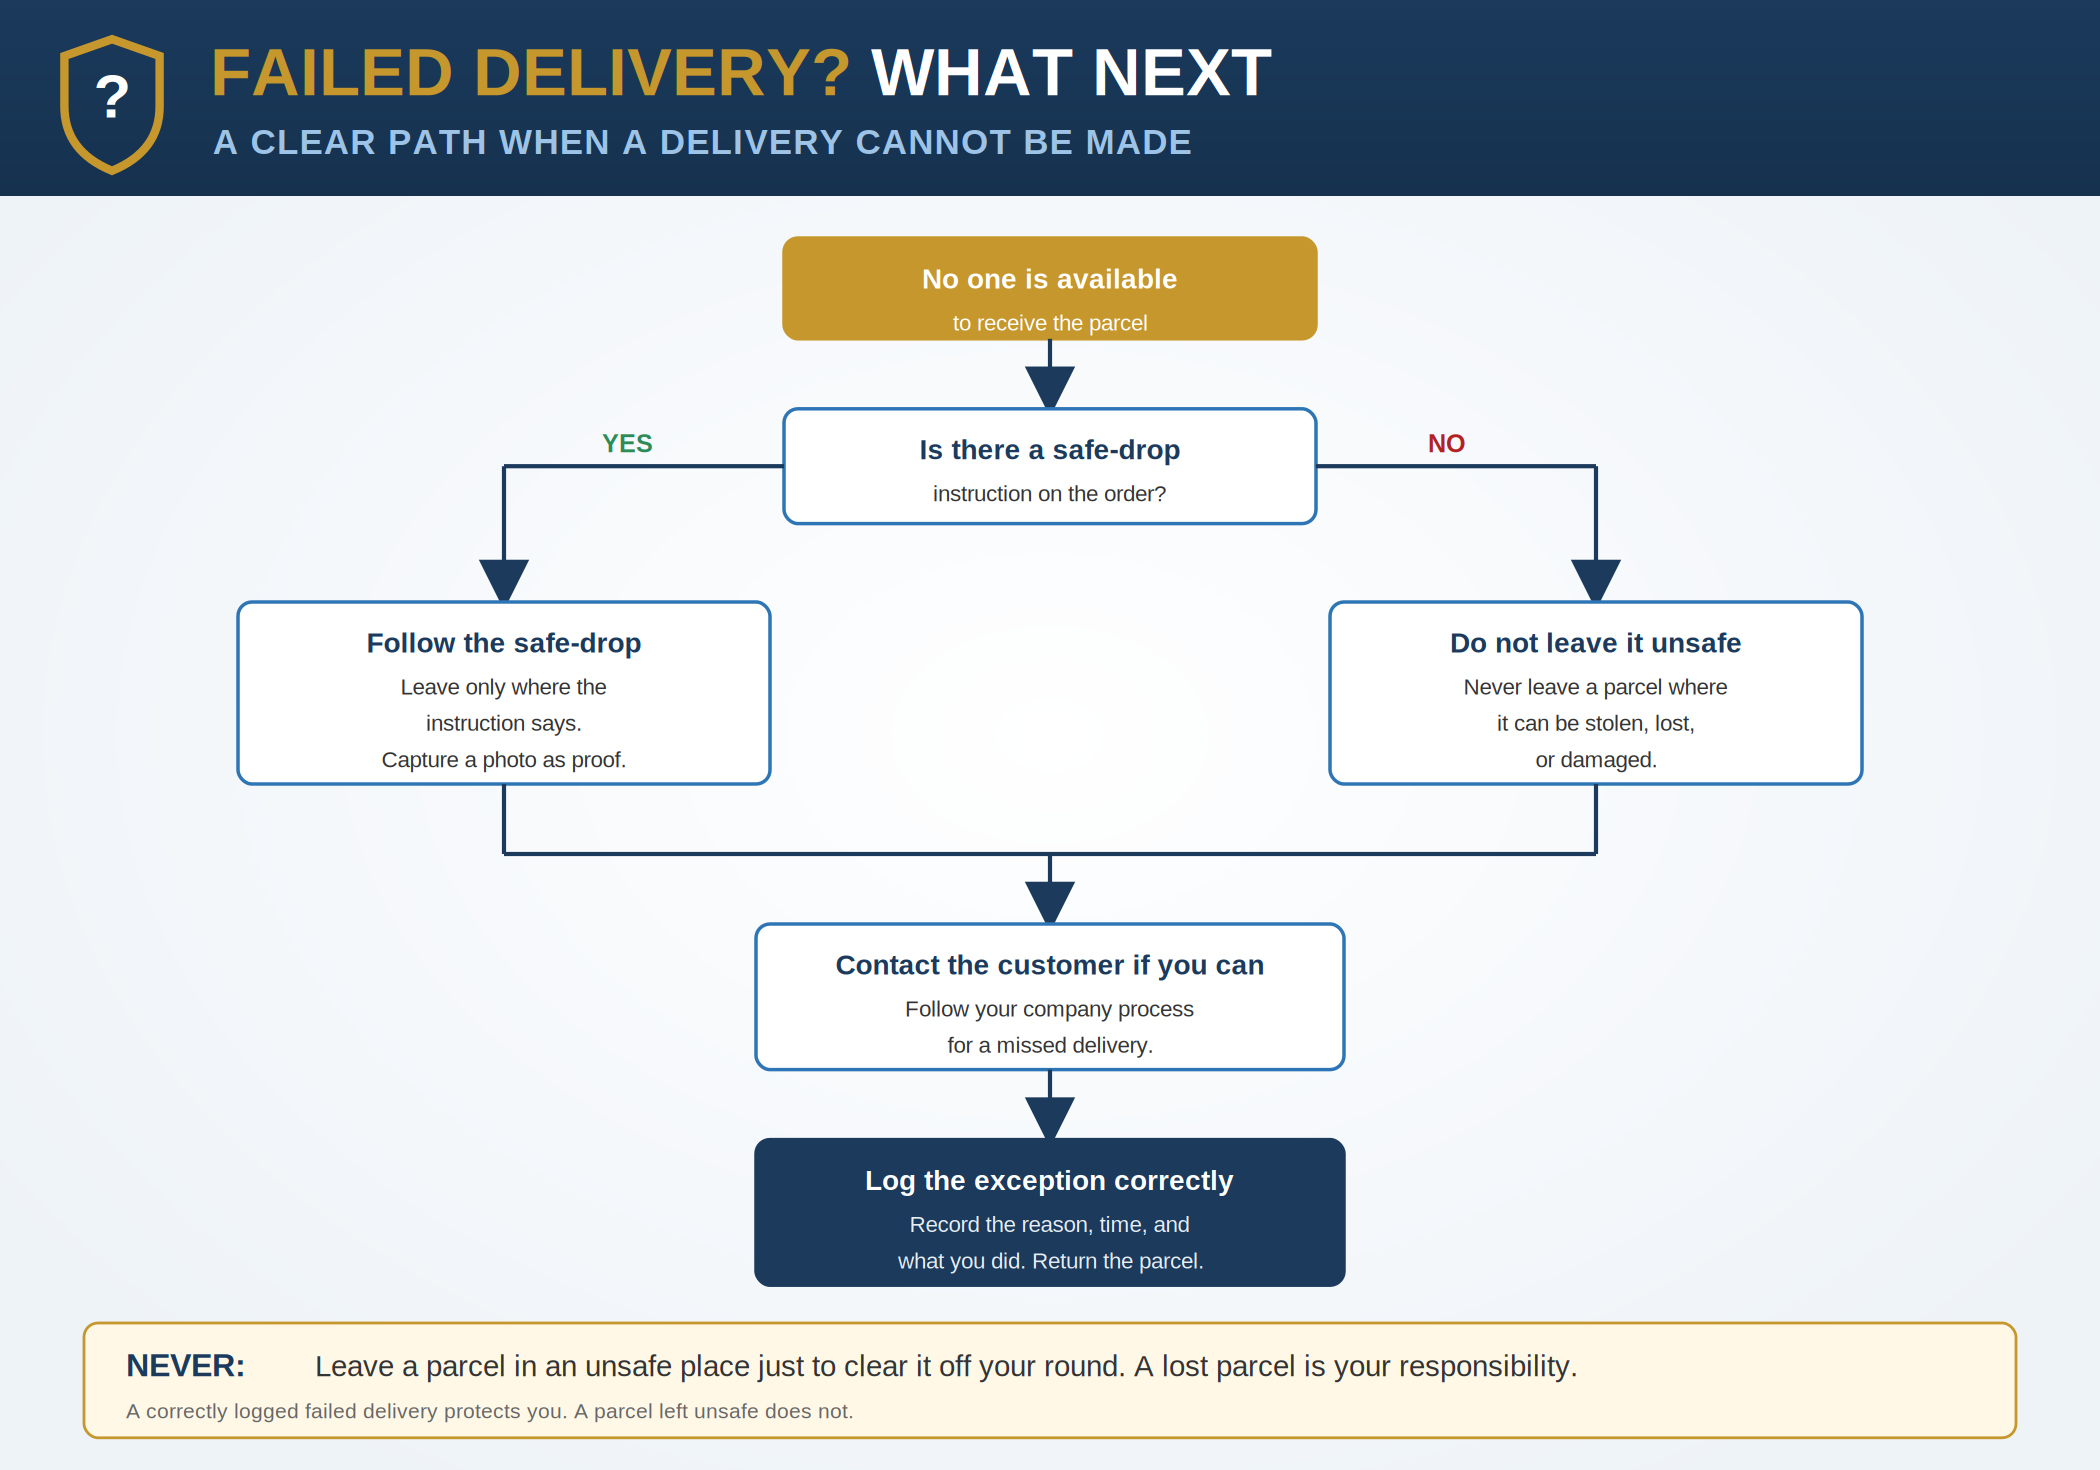 ?
FAILED DELIVERY? WHAT NEXT
A CLEAR PATH WHEN A DELIVERY CANNOT BE MADE
No one is available
to receive the parcel
Is there a safe-drop
instruction on the order?
YES
NO
Follow the safe-drop
Leave only where the
instruction says.
Capture a photo as proof.
Do not leave it unsafe
Never leave a parcel where
it can be stolen, lost,
or damaged.
Contact the customer if you can
Follow your company process
for a missed delivery.
Log the exception correctly
Record the reason, time, and
what you did. Return the parcel.
NEVER: Leave a parcel in an unsafe place just to clear it off your round. A lost parcel is your responsibility.
A correctly logged failed delivery protects you. A parcel left unsafe does not.